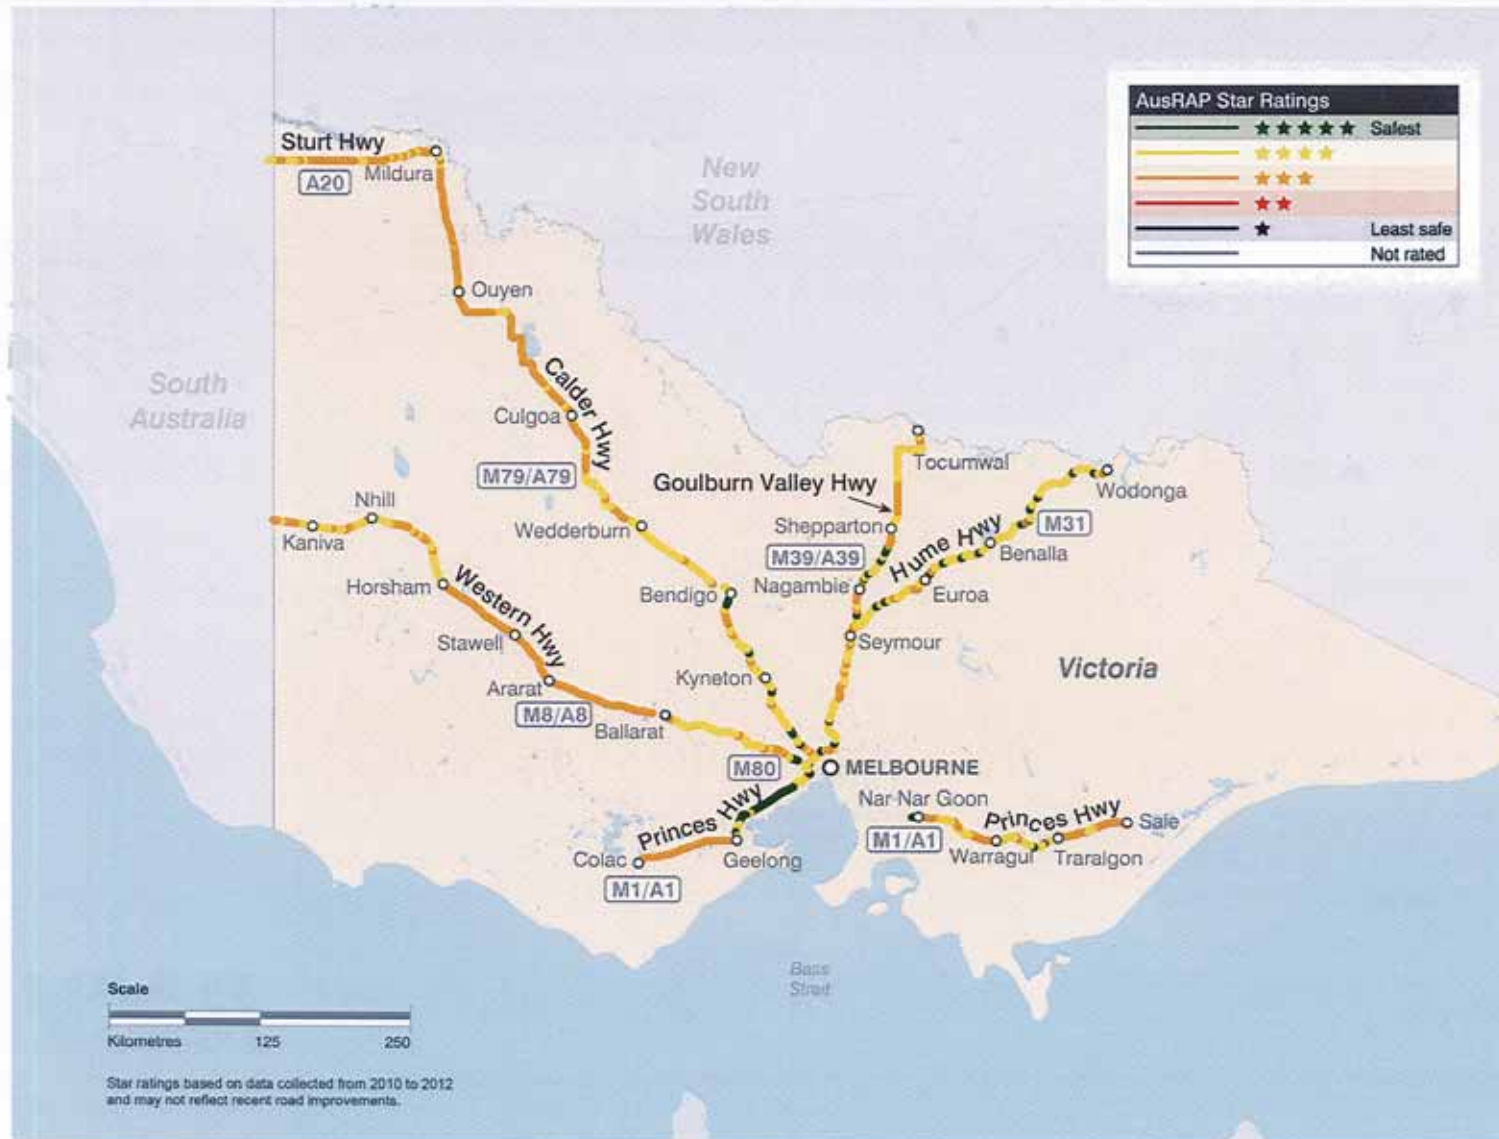 AusRAP Star Ratings
Safest
Least safe
Not rated
Sturt Hwy
A20
Mildura
New
South
Wales
Ouyen
South
Australia
Calder Hwy
Culgoa
M79/A79
Goulburn Valley Hwy
Tocumwal
Wodonga
Nhill
Kaniva
Wedderburn
Shepparton
M39/A39
Hume Hwy
M31
Benalla
Horsham
Western Hwy
Bendigo
Nagambie
Euroa
Stawell
Seymour
Victoria
Ararat
Kyneton
M8/A8
Ballarat
M80
MELBOURNE
Nar Nar Goon
Princes Hwy
Princes Hwy
Sale
M1/A1
Warragul
Traralgon
Colac
Geelong
M1/A1
Bass
Strait
Scale
Kilometres 125 250
Star ratings based on data collected from 2010 to 2012
and may not reflect recent road improvements.